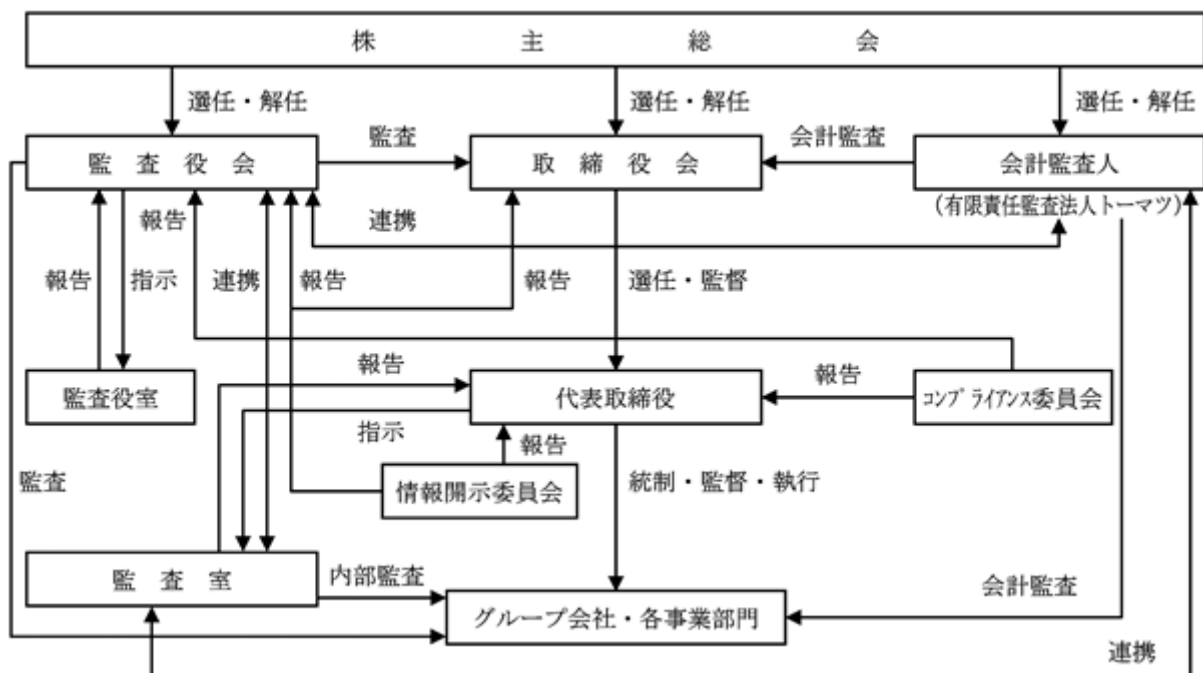 株主総会
選任・解任
選任・解任
選任・解任
監査役会
監査
取締役会
会計監査
会計監査人
(有限責任監査法人トーマツ)
報告
連携
報告
指示
連携
報告
報告
選任・監督
監査役室
報告
代表取締役
報告
コンプライアンス委員会
指示
報告
監査
情報開示委員会
統制・監督・執行
監査室
内部監査
グループ会社・各事業部門
会計監査
連携